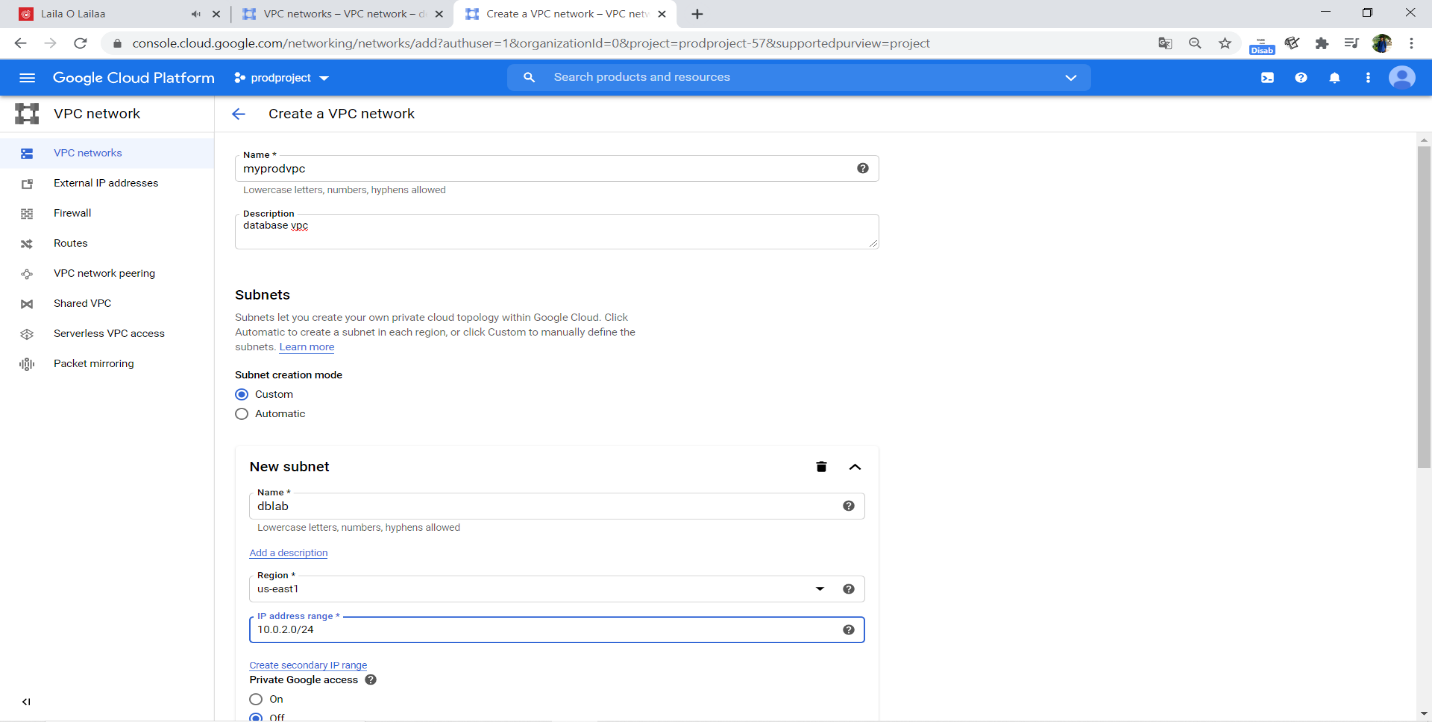 Laila O Lailaa
VPC networks – VPC network – d
Create a VPC network – VPC netw
console.cloud.google.com/networking/networks/add?authuser=1&organizationId=0&project=prodproject-57&supportedpurview=project
Disab
Google Cloud Platform
prodproject
Search products and resources
VPC network
Create a VPC network
VPC networks
External IP addresses
Firewall
Routes
VPC network peering
Shared VPC
Serverless VPC access
Packet mirroring
Name *
myprodvpc
Lowercase letters, numbers, hyphens allowed
Description
database vpc
Subnets
Subnets let you create your own private cloud topology within Google Cloud. Click
Automatic to create a subnet in each region, or click Custom to manually define the
subnets. Learn more
Subnet creation mode
Custom
Automatic
New subnet
Name *
dblab
Lowercase letters, numbers, hyphens allowed
Add a description
Region *
us-east1
IP address range *
10.0.2.0/24
Create secondary IP range
Private Google access
On
Off